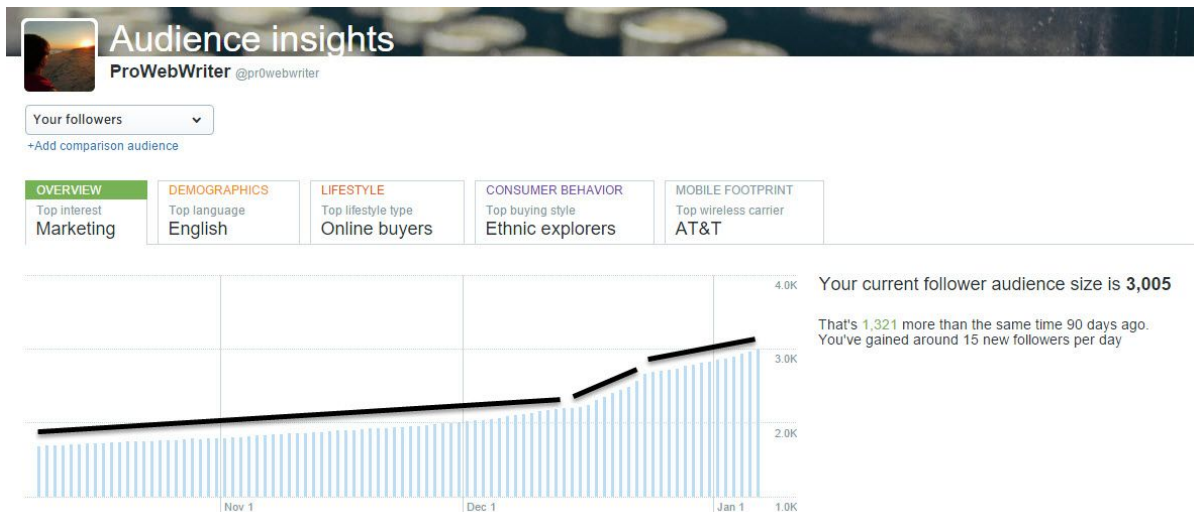 Audience insights
ProWebWriter @pr0webwriter
Your followers
+Add comparison audience
OVERVIEW
Top interest
Marketing
DEMOGRAPHICS
Top language
English
LIFESTYLE
Top lifestyle type
Online buyers
CONSUMER BEHAVIOR
Top buying style
Ethnic explorers
MOBILE FOOTPRINT
Top wireless carrier
AT&T
4.0K
3.0K
2.0K
1.0K
Nov 1
Dec 1
Jan 1
Your current follower audience size is 3,005
That's 1,321 more than the same time 90 days ago.
You've gained around 15 new followers per day